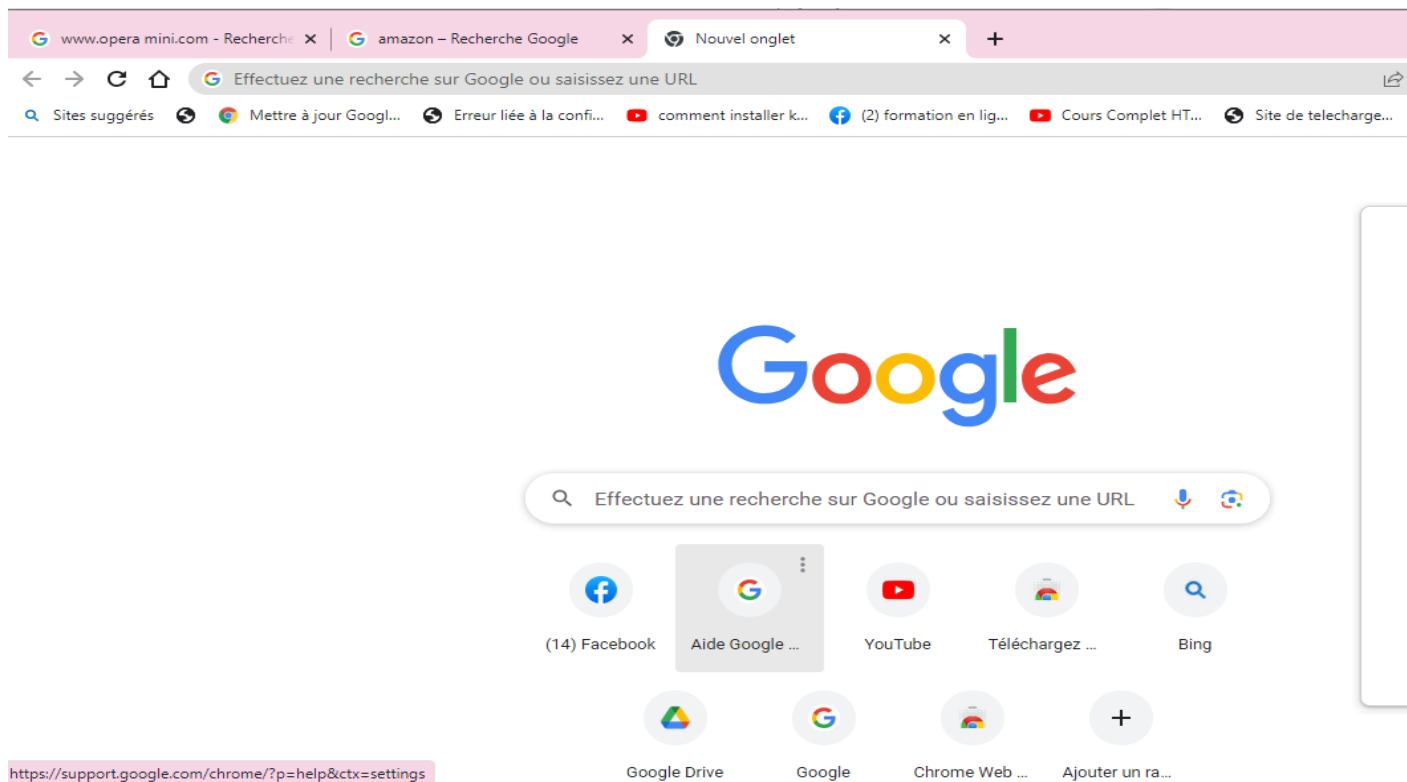 www.opera mini.com - Recherche
amazon – Recherche Google
Nouvel onglet
Effectuez une recherche sur Google ou saisissez une URL
Sites suggérés
Mettre à jour Googl...
Erreur liée à la confi...
comment installer k...
(2) formation en lig...
Cours Complet HT...
Site de telecharge...
Google
Effectuez une recherche sur Google ou saisissez une URL
(14) Facebook
Aide Google ...
YouTube
Téléchargez ...
Bing
Google Drive
Google
Chrome Web ...
Ajouter un ra...
https://support.google.com/chrome/?p=help&ctx=settings